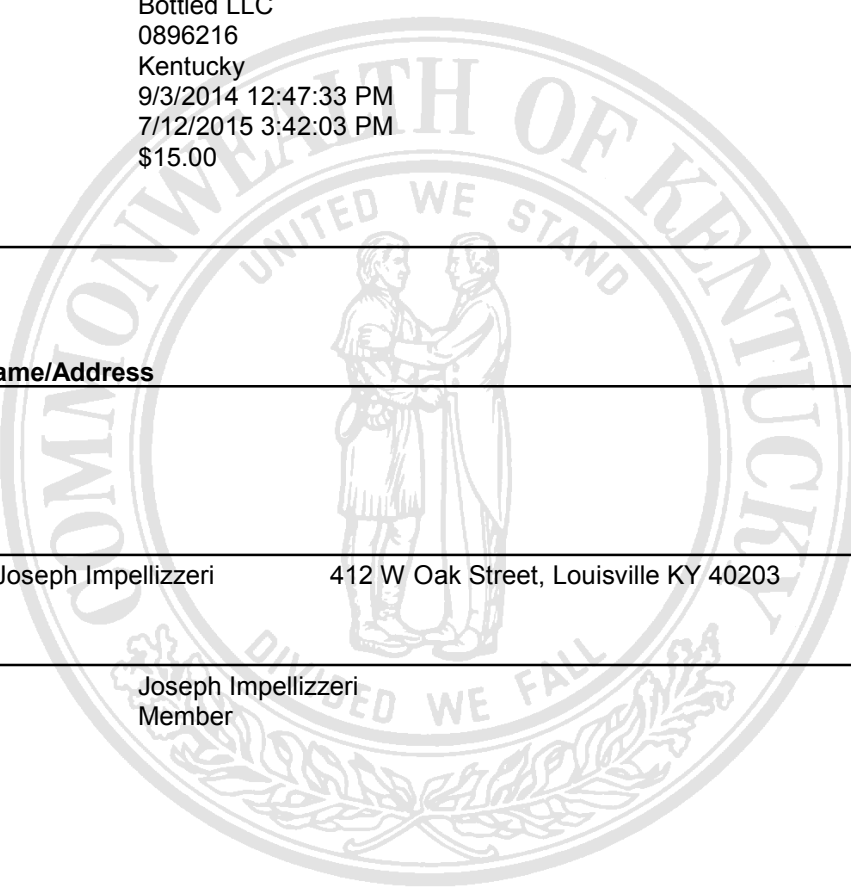 Bottled LLC
0896216
Kentucky
9/3/2014 12:47:33 PM
7/12/2015 3:42:03 PM
$15.00
COMMONWEALTH OF KENTUCKY
UNITED WE STAND
ame/Address
Joseph Impellizzeri 412 W Oak Street, Louisville KY 40203
DIVIDED WE FALL
Joseph Impellizzeri
Member